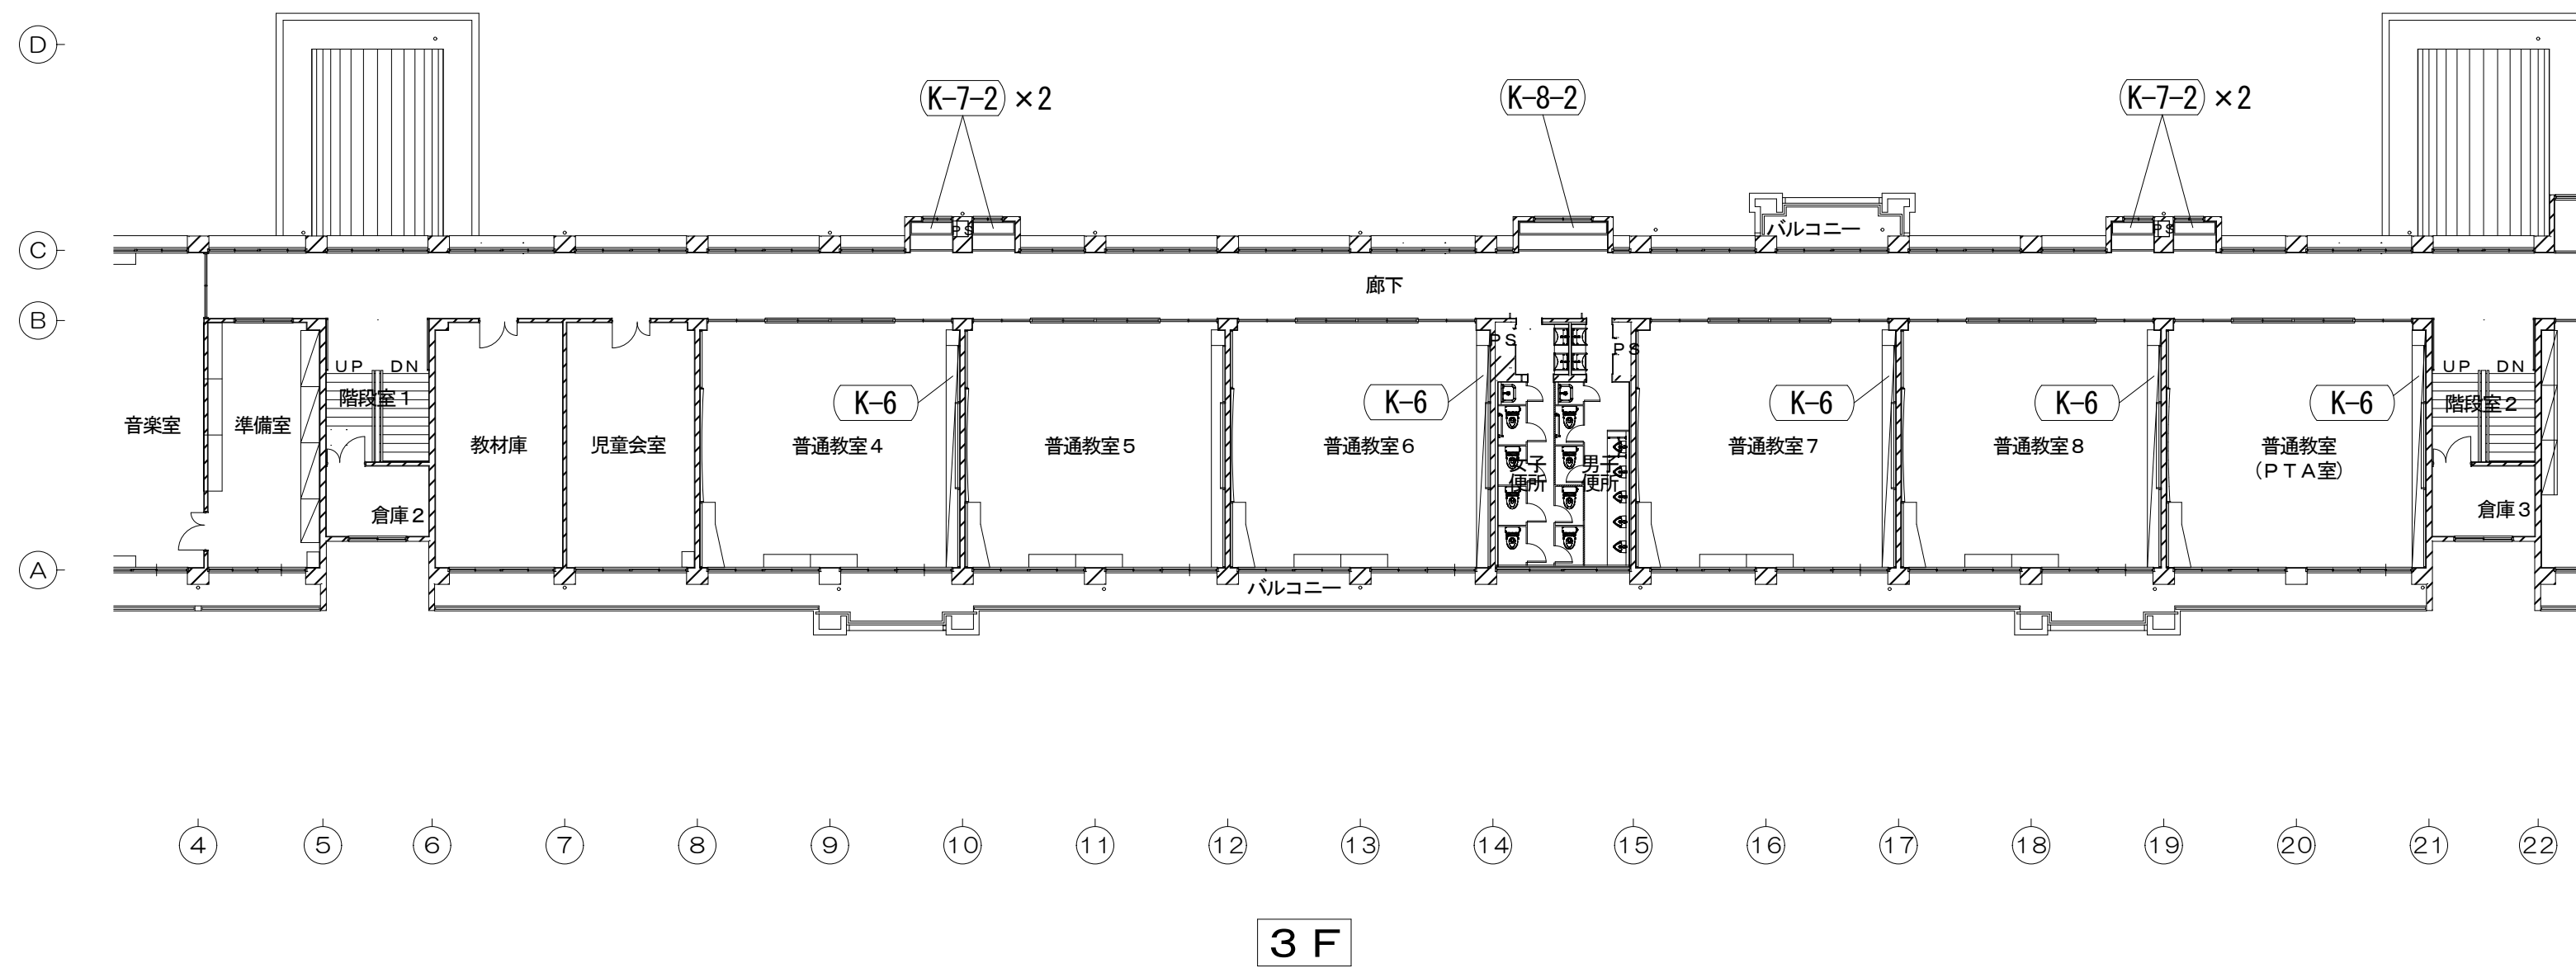 D
K-7-2 ×2
K-8-2
K-7-2 ×2
バルコニー
PS
PS
C
廊下
B
PS
PS
UP DN
UP DN
階段室1
階段室2
K-6
K-6
K-6
K-6
K-6
音楽室
準備室
教材庫
児童会室
普通教室4
普通教室5
普通教室6
女子
便所
男子
便所
普通教室7
普通教室8
普通教室
(PTA室)
倉庫2
倉庫3
A
バルコニー
4
5
6
7
8
9
10
11
12
13
14
15
16
17
18
19
20
21
22
3F